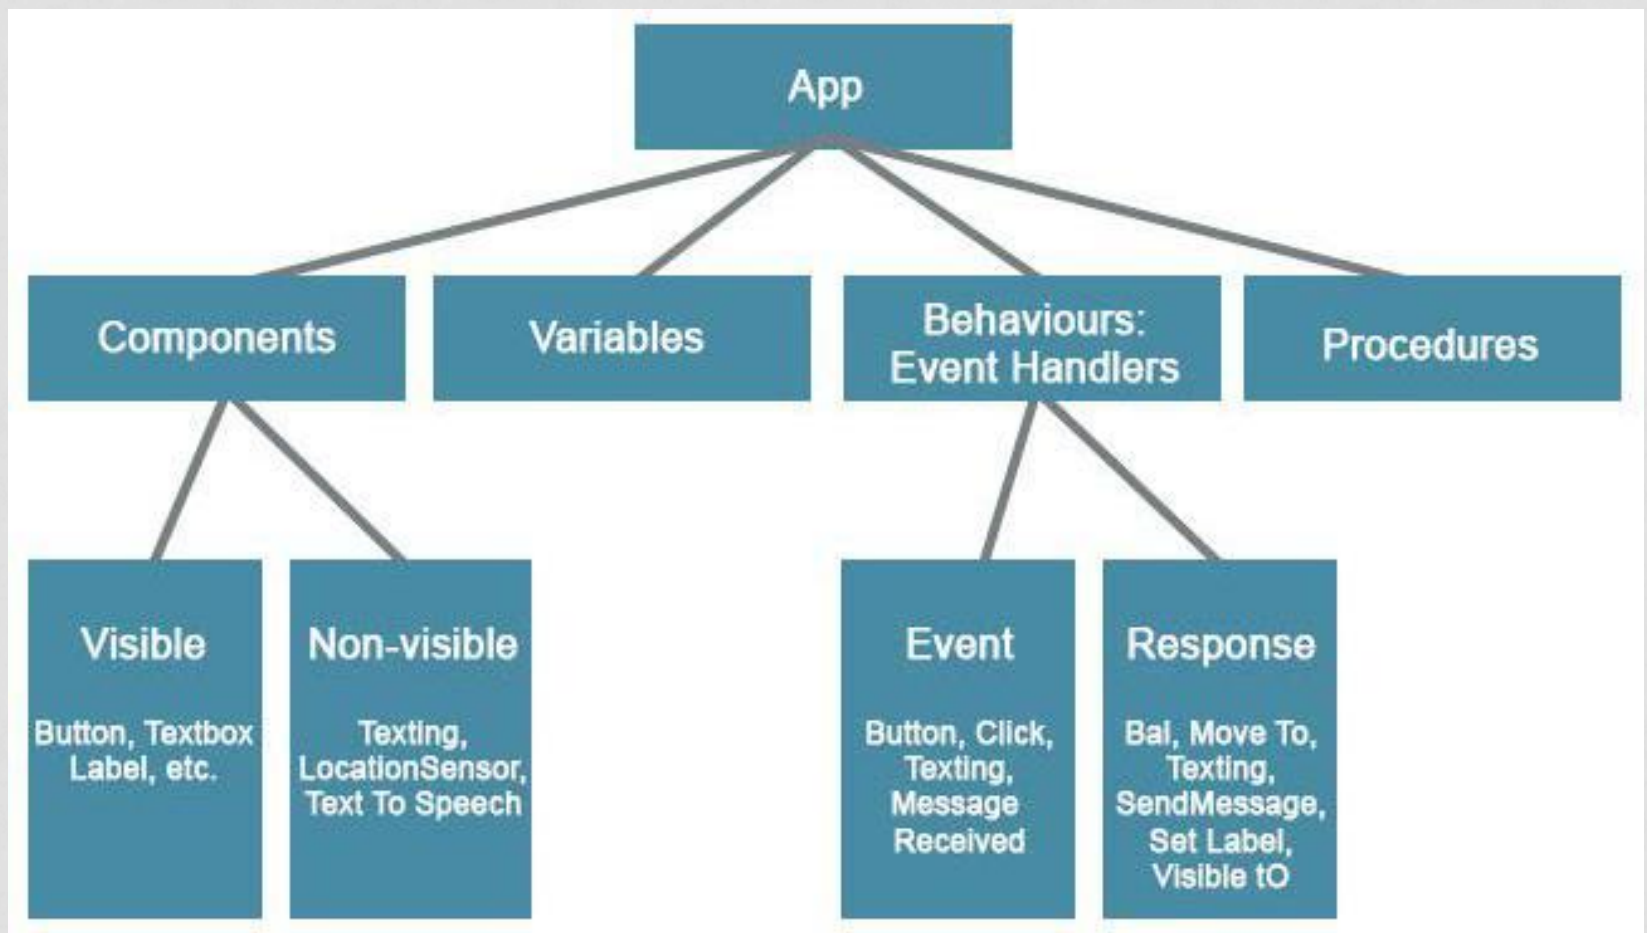 App
Components
Variables
Behaviours:
Event Handlers
Procedures
Visible
Button, Textbox
Label, etc.
Non-visible
Texting,
LocationSensor,
Text To Speech
Event
Button, Click,
Texting,
Message
Received
Response
Bal, Move To,
Texting,
SendMessage,
Set Label,
Visible tO